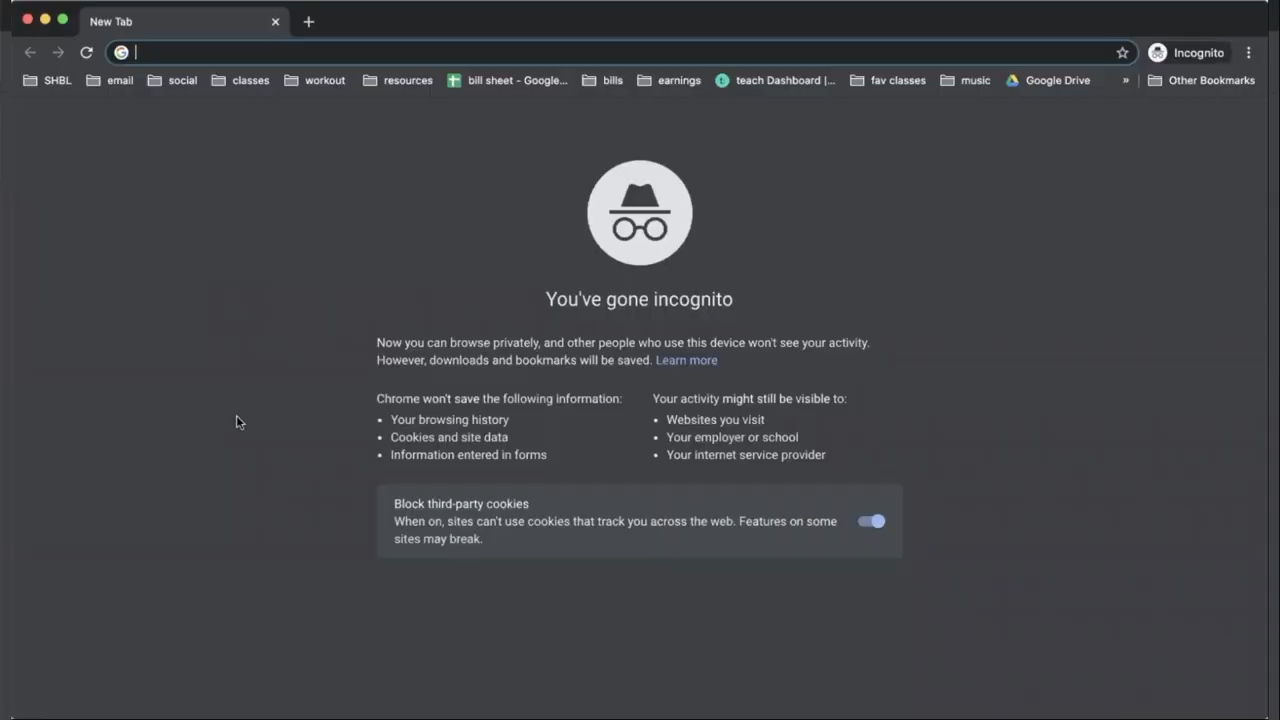 New Tab
Incognito
SHBL email social classes workout resources bill sheet - Google... bills earnings teach Dashboard |... fav classes music Google Drive » Other Bookmarks
You've gone incognito
Now you can browse privately, and other people who use this device won't see your activity.
However, downloads and bookmarks will be saved. Learn more
Chrome won't save the following information:
• Your browsing history
• Cookies and site data
• Information entered in forms
Your activity might still be visible to:
• Websites you visit
• Your employer or school
• Your internet service provider
Block third-party cookies
When on, sites can't use cookies that track you across the web. Features on some
sites may break.